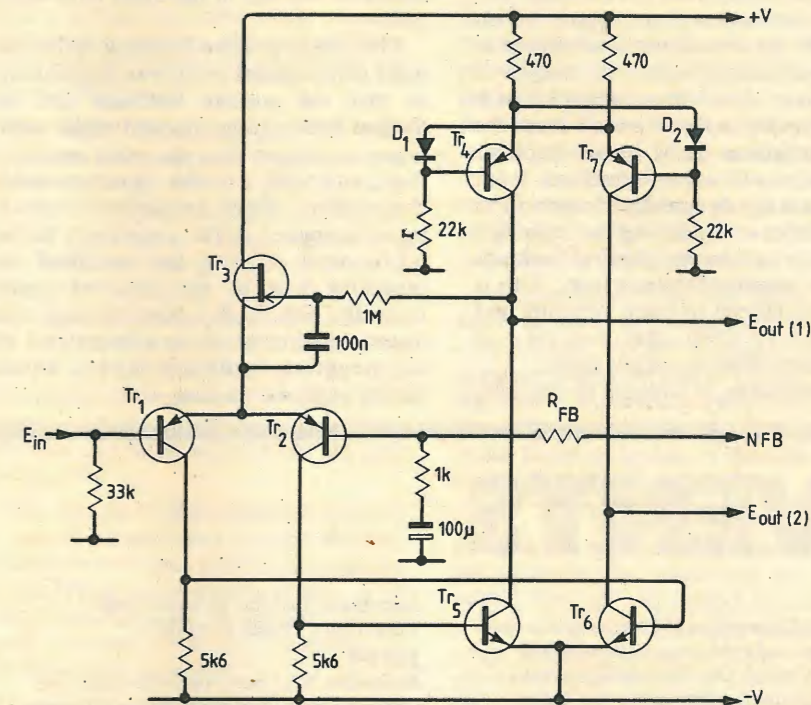 +V
470
470
D1
Tr4
Tr7
D2
r
22k
22k
Tr3
1M
100n
Eout (1)
Tr1
Tr2
RFB
Ein
NFB
33k
1k
100µ
Eout (2)
Tr5
Tr6
5k6
5k6
-V